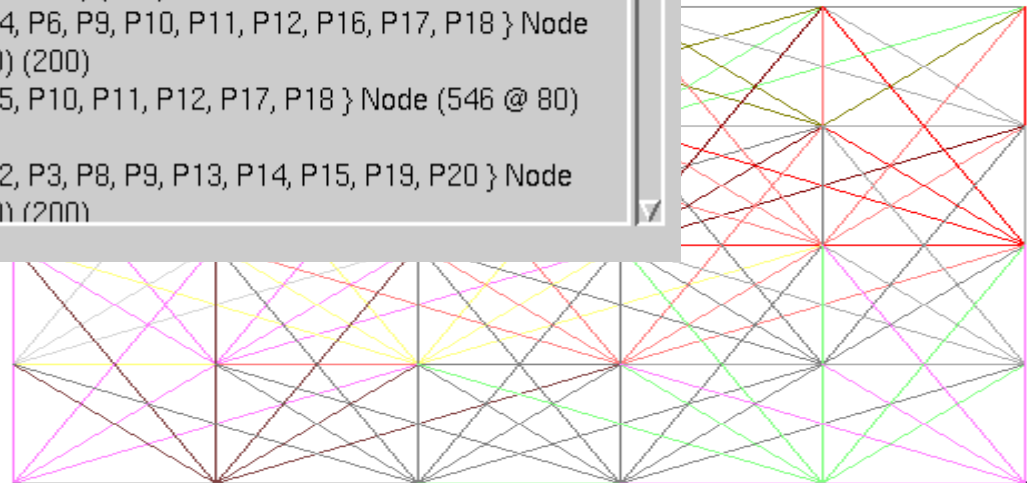 4, P6, P9, P10, P11, P12, P16, P17, P18 } Node
) (200)
5, P10, P11, P12, P17, P18 } Node (546 @ 80)
2, P3, P8, P9, P13, P14, P15, P19, P20 } Node
) (200)